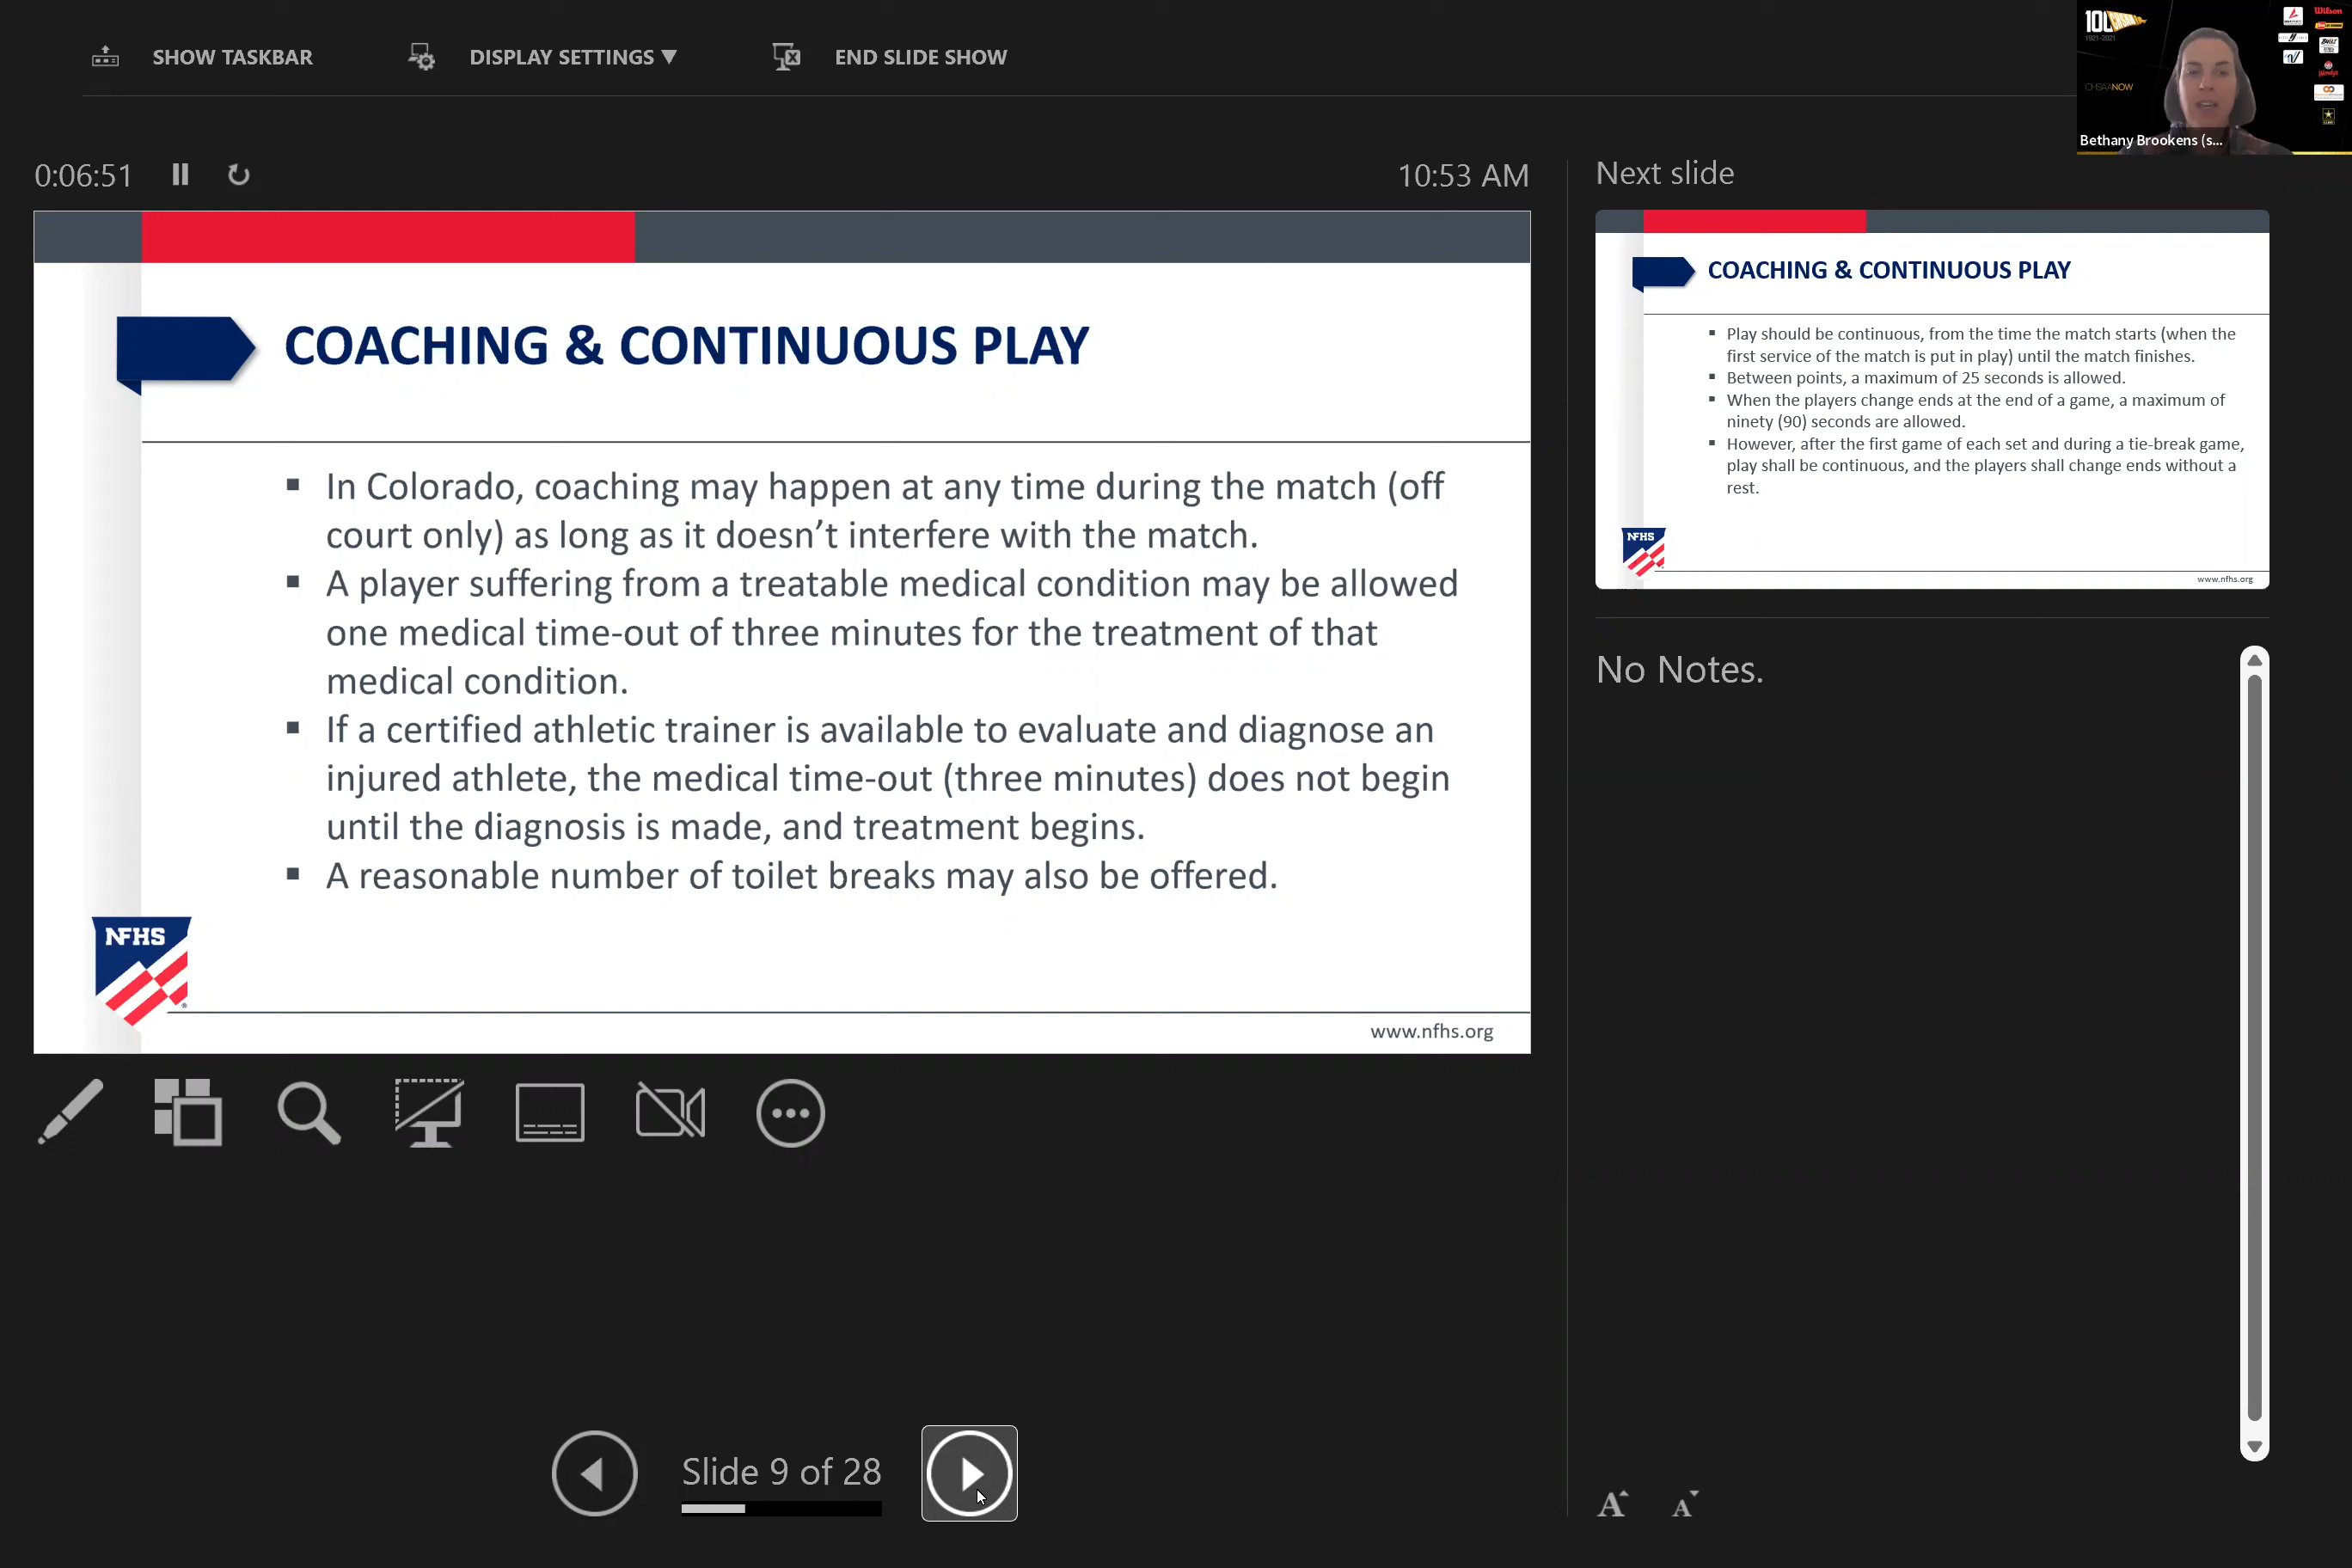 SHOW TASKBAR
DISPLAY SETTINGS ▼
END SLIDE SHOW
1921-2021
CHSAANOW
Wilson
Wendy's
Bethany Brookens (s...
0:06:51
10:53 AM
COACHING & CONTINUOUS PLAY
▪ In Colorado, coaching may happen at any time during the match (off
court only) as long as it doesn’t interfere with the match.
▪ A player suffering from a treatable medical condition may be allowed
one medical time-out of three minutes for the treatment of that
medical condition.
▪ If a certified athletic trainer is available to evaluate and diagnose an
injured athlete, the medical time-out (three minutes) does not begin
until the diagnosis is made, and treatment begins.
▪ A reasonable number of toilet breaks may also be offered.
NFHS
www.nfhs.org
Slide 9 of 28
Next slide
COACHING & CONTINUOUS PLAY
▪ Play should be continuous, from the time the match starts (when the
first service of the match is put in play) until the match finishes.
▪ Between points, a maximum of 25 seconds is allowed.
▪ When the players change ends at the end of a game, a maximum of
ninety (90) seconds are allowed.
▪ However, after the first game of each set and during a tie-break game,
play shall be continuous, and the players shall change ends without a
rest.
NFHS
www.nfhs.org
No Notes.
A A